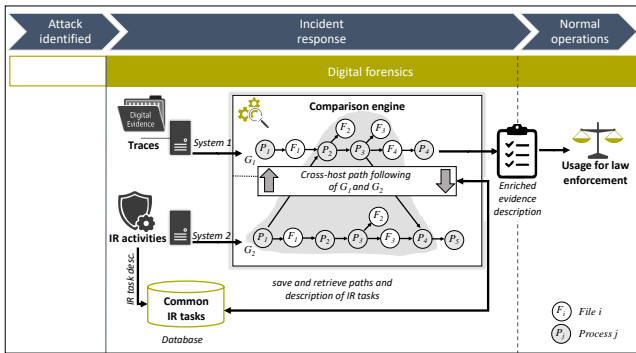 Attack
identified
Incident
response
Normal
operations
Digital forensics
Comparison engine
Digital
Evidence
Traces
System 1
G1
P1 F1 P2 F2 P3 F3 F4 P4
Cross-host path following
of G1 and G2
Enriched
evidence
description
Usage for law
enforcement
IR activities
System 2
G2
P1 F1 P2 P3 F2 F3 P4 P5
IR task desc.
save and retrieve paths and
description of IR tasks
Common
IR tasks
Database
Fi File i
Pj Process j